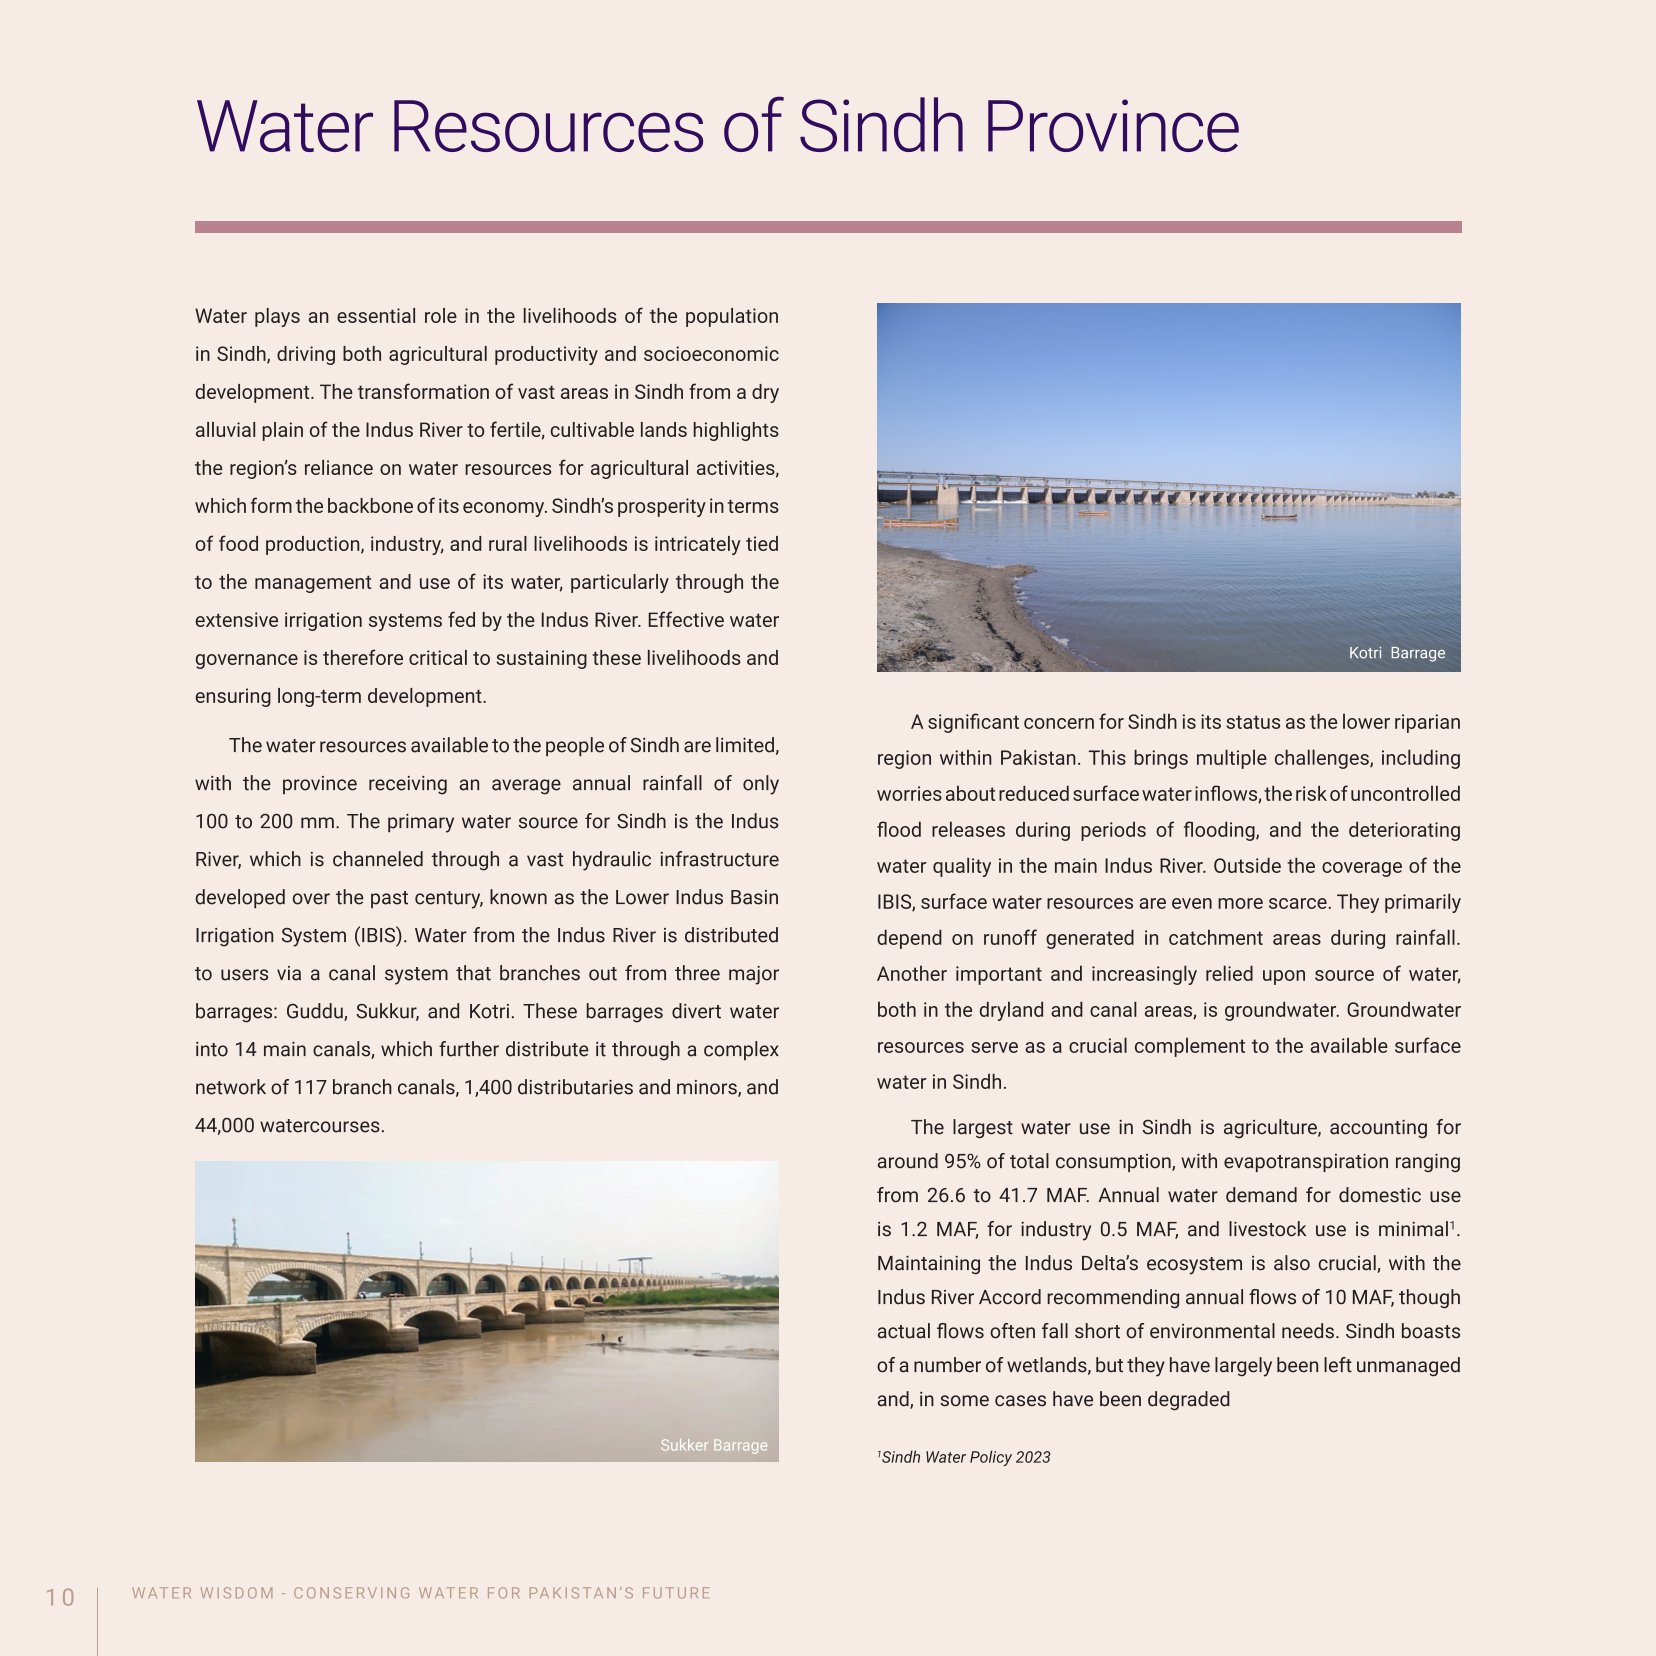 Water Resources of Sindh Province
Water plays an essential role in the livelihoods of the population
in Sindh, driving both agricultural productivity and socioeconomic
development. The transformation of vast areas in Sindh from a dry
alluvial plain of the Indus River to fertile, cultivable lands highlights
the region’s reliance on water resources for agricultural activities,
which form the backbone of its economy. Sindh’s prosperity in terms
of food production, industry, and rural livelihoods is intricately tied
to the management and use of its water, particularly through the
extensive irrigation systems fed by the Indus River. Effective water
governance is therefore critical to sustaining these livelihoods and
ensuring long-term development.
The water resources available to the people of Sindh are limited,
with the province receiving an average annual rainfall of only
100 to 200 mm. The primary water source for Sindh is the Indus
River, which is channeled through a vast hydraulic infrastructure
developed over the past century, known as the Lower Indus Basin
Irrigation System (IBIS). Water from the Indus River is distributed
to users via a canal system that branches out from three major
barrages: Guddu, Sukkur, and Kotri. These barrages divert water
into 14 main canals, which further distribute it through a complex
network of 117 branch canals, 1,400 distributaries and minors, and
44,000 watercourses.
Sukker Barrage
Kotri Barrage
A significant concern for Sindh is its status as the lower riparian
region within Pakistan. This brings multiple challenges, including
worries about reduced surface water inflows, the risk of uncontrolled
flood releases during periods of flooding, and the deteriorating
water quality in the main Indus River. Outside the coverage of the
IBIS, surface water resources are even more scarce. They primarily
depend on runoff generated in catchment areas during rainfall.
Another important and increasingly relied upon source of water,
both in the dryland and canal areas, is groundwater. Groundwater
resources serve as a crucial complement to the available surface
water in Sindh.
The largest water use in Sindh is agriculture, accounting for
around 95% of total consumption, with evapotranspiration ranging
from 26.6 to 41.7 MAF. Annual water demand for domestic use
is 1.2 MAF, for industry 0.5 MAF, and livestock use is minimal¹.
Maintaining the Indus Delta’s ecosystem is also crucial, with the
Indus River Accord recommending annual flows of 10 MAF, though
actual flows often fall short of environmental needs. Sindh boasts
of a number of wetlands, but they have largely been left unmanaged
and, in some cases have been degraded
¹Sindh Water Policy 2023
10
WATER WISDOM - CONSERVING WATER FOR PAKISTAN’S FUTURE